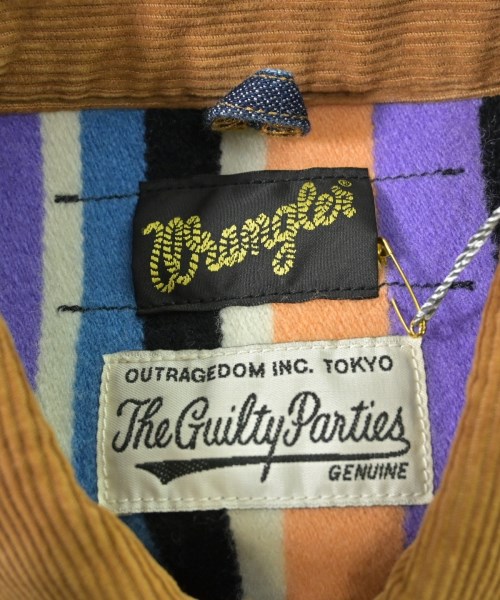 Wrangler®
OUTRAGEDOM INC. TOKYO
The Guilty Parties
GENUINE